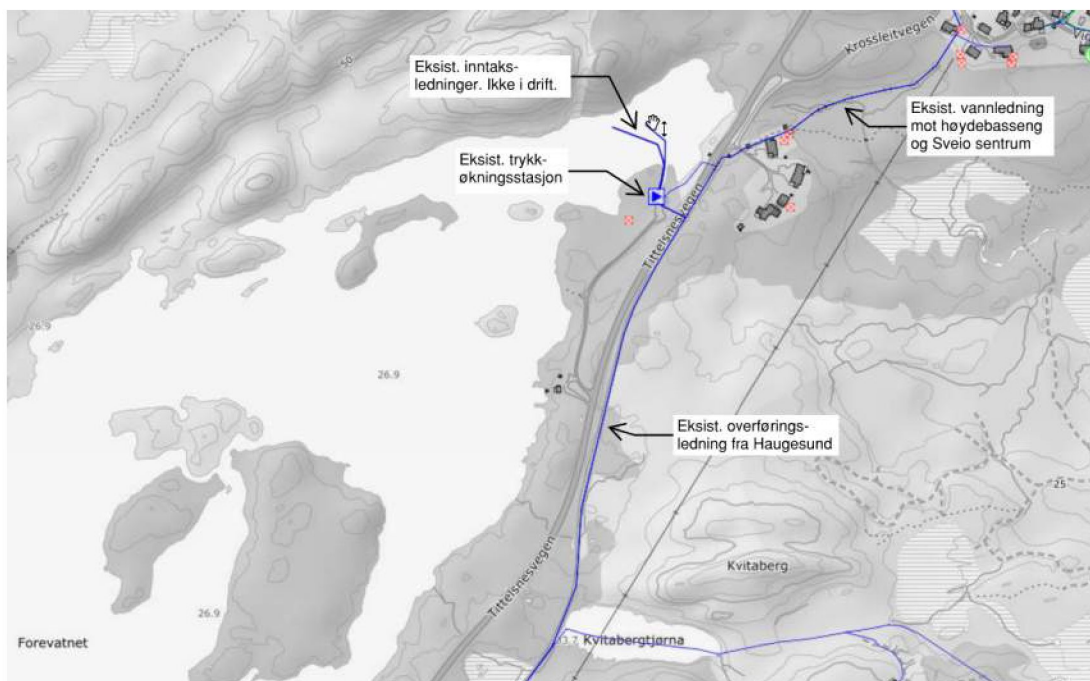 Krossleitvegen
50
Eksist. inntaks-
ledninger. Ikke i drift.
Eksist. vannledning
mot høydebasseng
og Sveio sentrum
Eksist. trykk-
økningsstasjon
Tittelsnesvegen
26.9
26.9
Eksist. overførings-
ledning fra Haugesund
25
Kvitaberg
Tittelsnesvegen
26.9
Forevatnet
Kvitabergtjørna